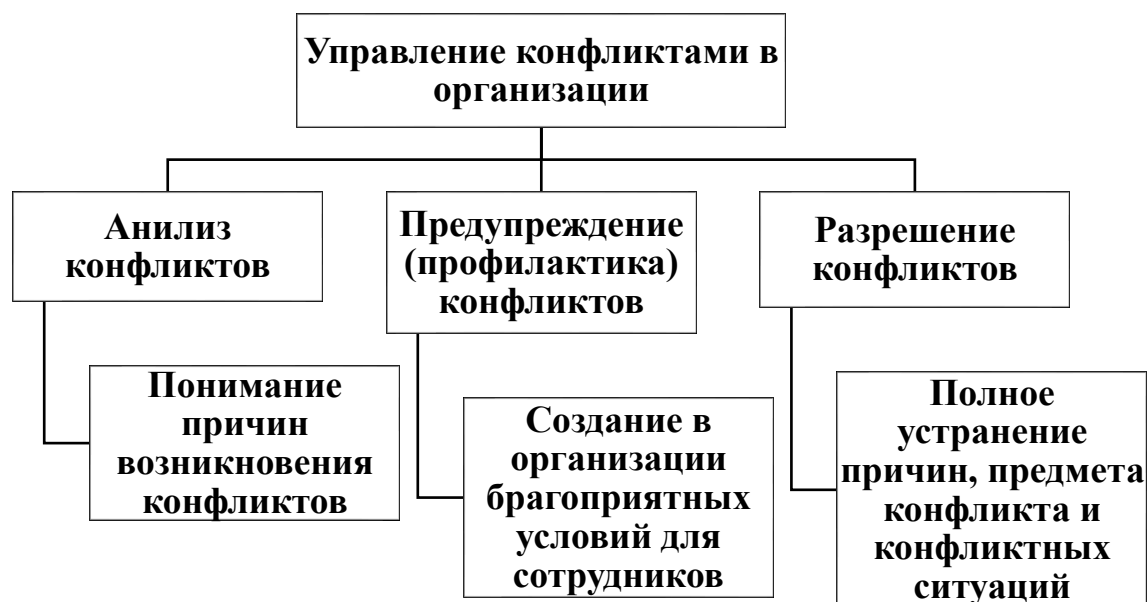 Управление конфликтами в
организации
Анилиз
конфликтов
Предупреждение
(профилактика)
конфликтов
Разрешение
конфликтов
Понимание
причин
возникновения
конфликтов
Создание в
организации
брагоприятных
условий для
сотрудников
Полное
устранение
причин, предмета
конфликта и
конфликтных
ситуаций